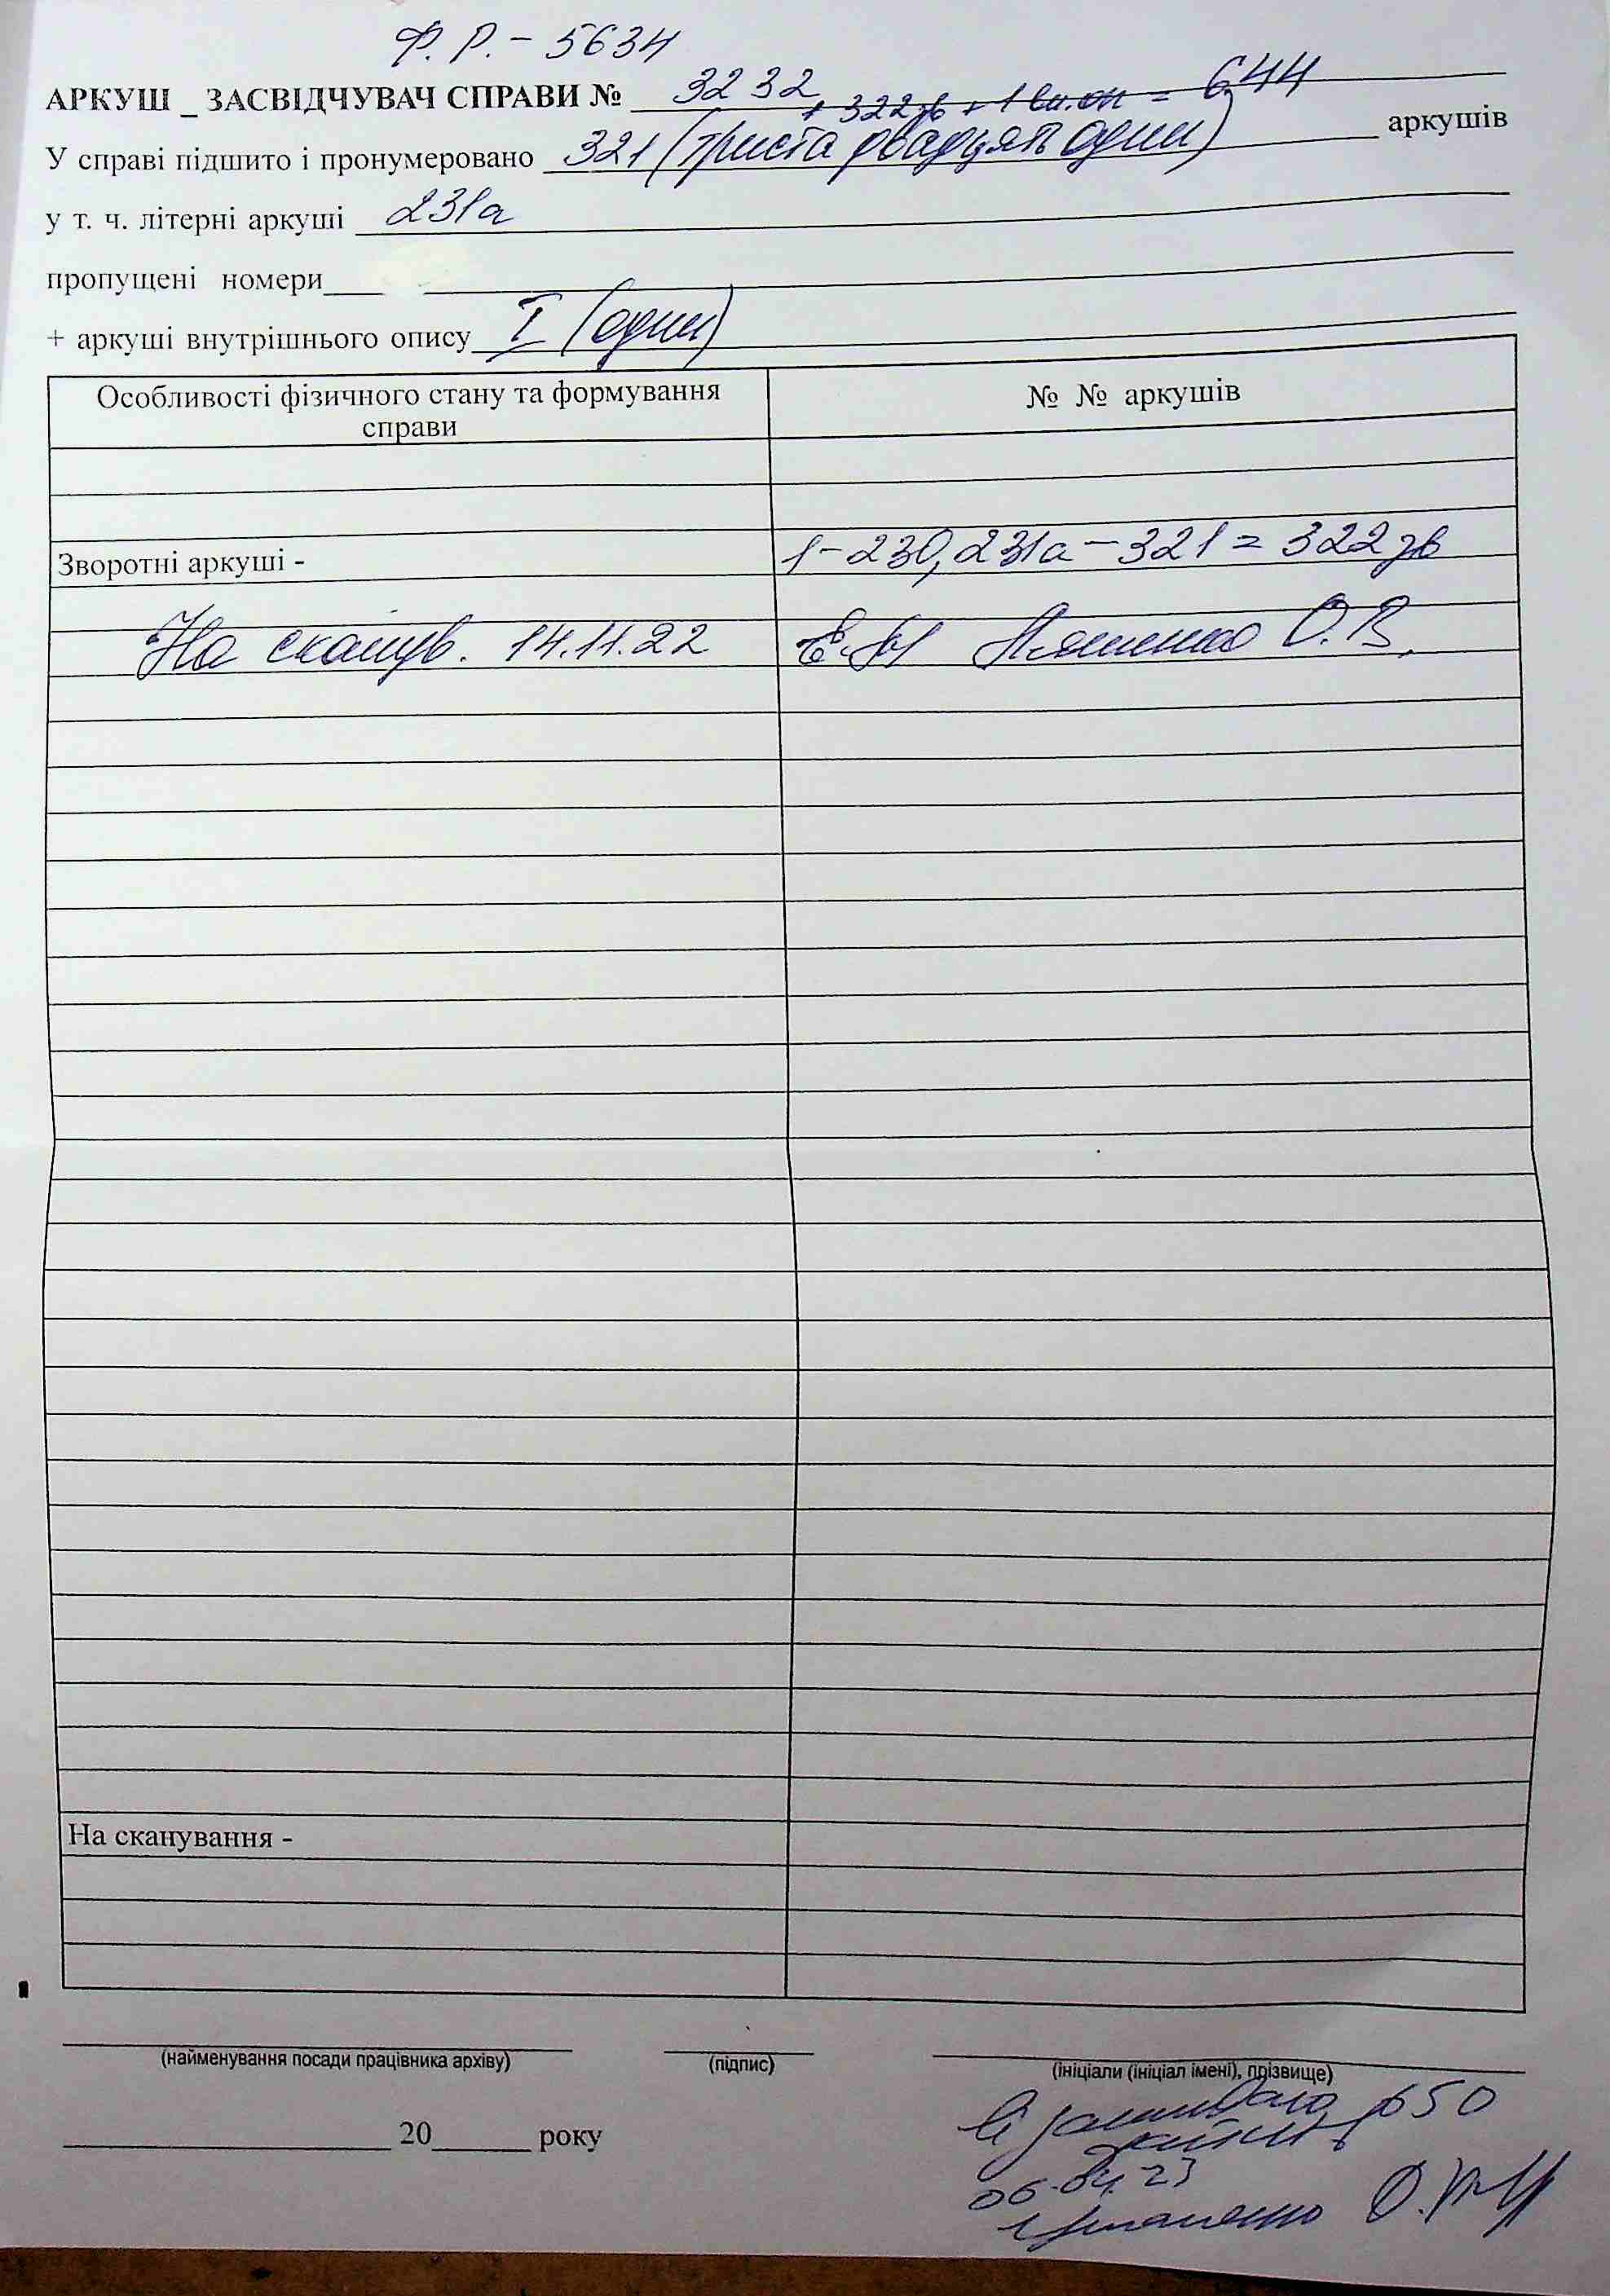 Ф. Р. - 5634
АРКУШ _ ЗАСВІДЧУВАЧ СПРАВИ № 3232
+ 322 зв + 1 вн.оп = 644
У справі підшито і пронумеровано 321 (триста двадцять один) аркушів
у т. ч. літерні аркуші 231а
пропущені номери
+ аркуші внутрішнього опису I (один)
Особливості фізичного стану та формування справи
№ № аркушів
Зворотні аркуші - 1-230, 231а - 321 = 322 зв
На сканув. 14.11.22 О.В.
На сканування -
(найменування посади працівника архіву) (підпис) (ініціали (ініціал імені), прізвище)
20 року
650
06.04.23